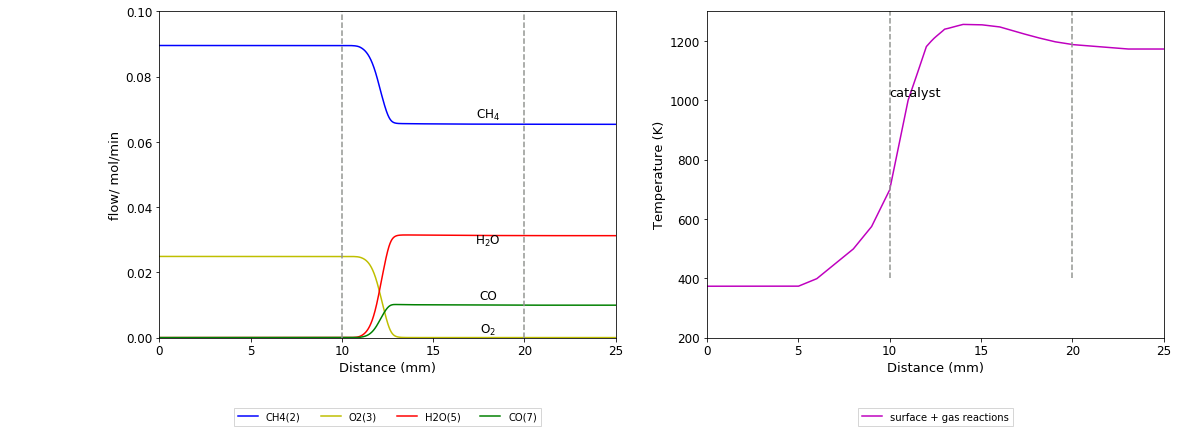 0.10
0.08
0.06
0.04
0.02
0.00
flow/ mol/min
CH₄
H₂O
CO
O₂
0 5 10 15 20 25
Distance (mm)
CH4(2) O2(3) H2O(5) CO(7)
1200
1000
800
600
400
200
Temperature (K)
catalyst
0 5 10 15 20 25
Distance (mm)
surface + gas reactions